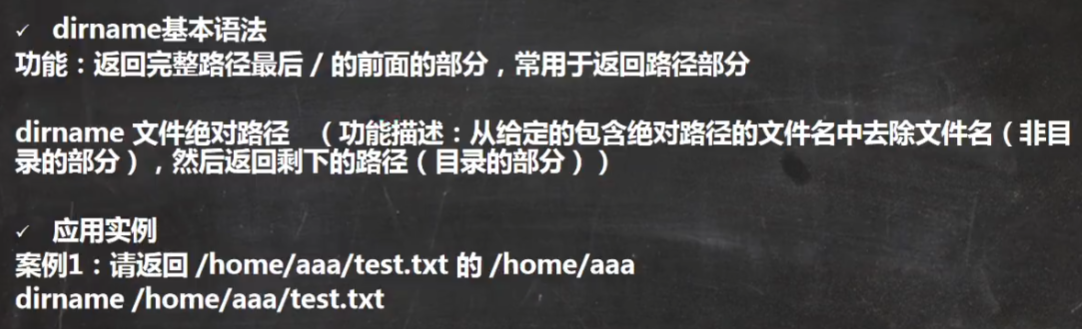 ✓ dirname基本语法
功能：返回完整路径最后 / 的前面的部分，常用于返回路径部分
dirname 文件绝对路径 （功能描述：从给定的包含绝对路径的文件名中去除文件名（非目
录的部分），然后返回剩下的路径（目录的部分））
✓ 应用实例
案例1：请返回 /home/aaa/test.txt 的 /home/aaa
dirname /home/aaa/test.txt